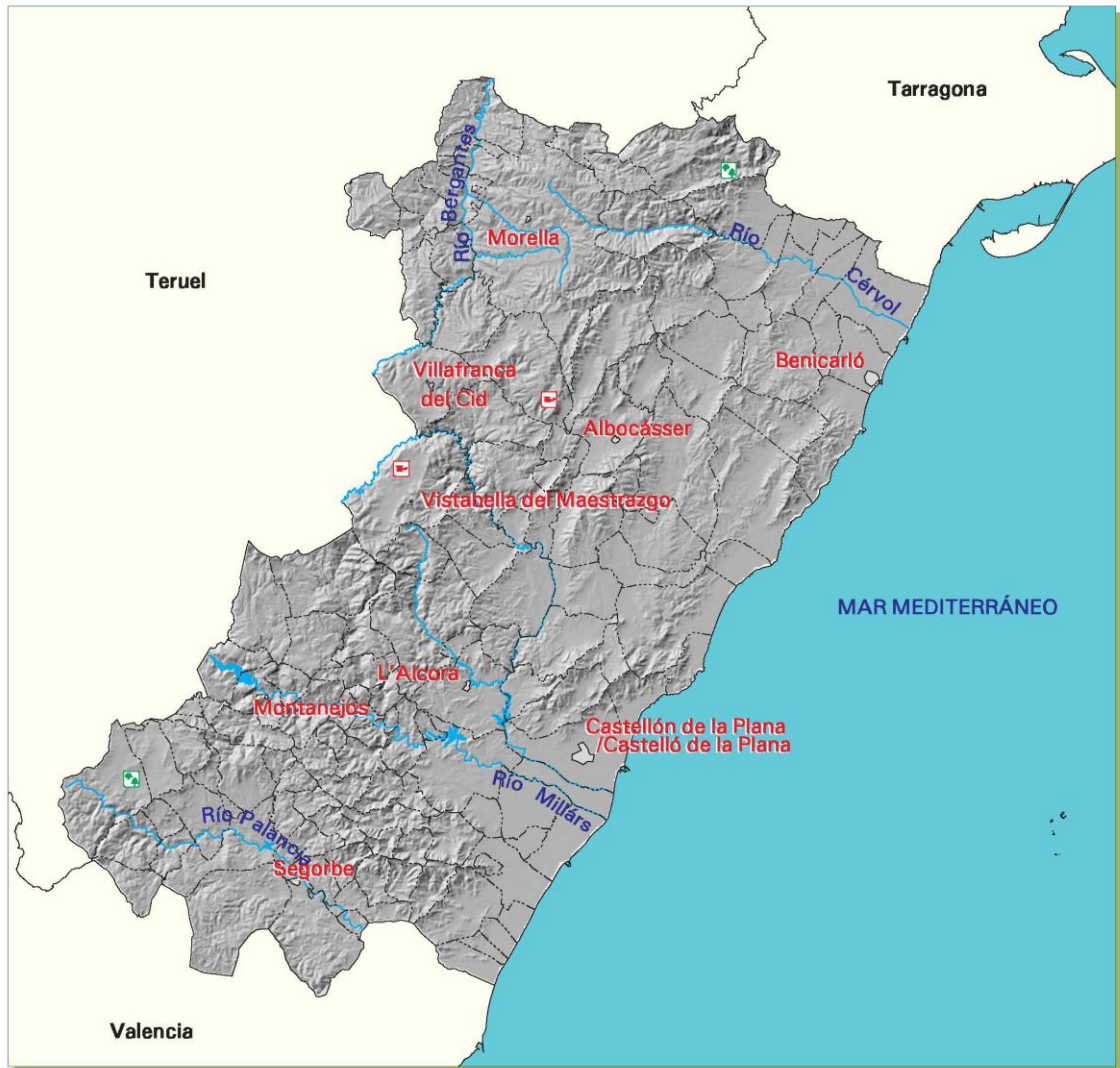 Tarragona
Río Bergantes
Río
Cérvol
Morella
Teruel
Benicarló
Villafranca
del Cid
Albocásser
Vistabella del Maestrazgo
MAR MEDITERRÁNEO
L'Alcora
Montanejos
Castellón de la Plana
/Castelló de la Plana
Río Millárs
Río Palancia
Segorbe
Valencia